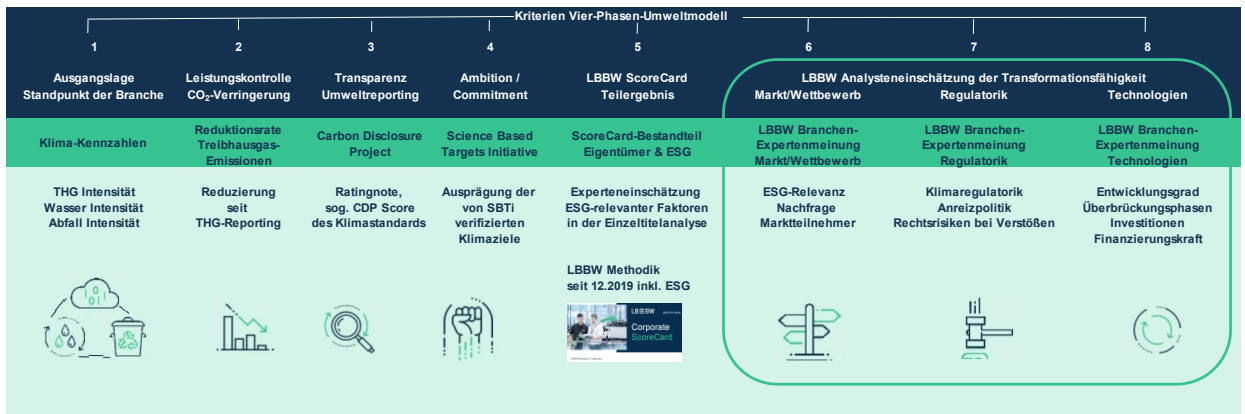 Kriterien Vier-Phasen-Umweltmodell
1
Ausgangslage
Standpunkt der Branche
Klima-Kennzahlen
THG Intensität
Wasser Intensität
Abfall Intensität
2
Leistungskontrolle
CO₂-Verringerung
Reduktionsrate
Treibhausgas-
Emissionen
Reduzierung
seit
THG-Reporting
3
Transparenz
Umweltreporting
Carbon Disclosure
Project
Ratingnote,
sog. CDP Score
des Klimastandards
4
Ambition /
Commitment
Science Based
Targets Initiative
Ausprägung der
von SBTi
verifizierten
Klimaziele
5
LBBW ScoreCard
Teilergebnis
ScoreCard-Bestandteil
Eigentümer & ESG
Experteneinschätzung
ESG-relevanter Faktoren
in der Einzeltitelanalyse
LBBW Methodik
seit 12.2019 inkl. ESG
LB≡BW
Corporate
ScoreCard
LBBW Analysteneinschätzung der Transformationsfähigkeit
6
Markt/Wettbewerb
LBBW Branchen-
Expertenmeinung
Markt/Wettbewerb
ESG-Relevanz
Nachfrage
Marktteilnehmer
7
Regulatorik
LBBW Branchen-
Expertenmeinung
Regulatorik
Klimaregulatorik
Anreizpolitik
Rechtsrisiken bei Verstößen
8
Technologien
LBBW Branchen-
Expertenmeinung
Technologien
Entwicklungsgrad
Überbrückungsphasen
Investitionen
Finanzierungskraft